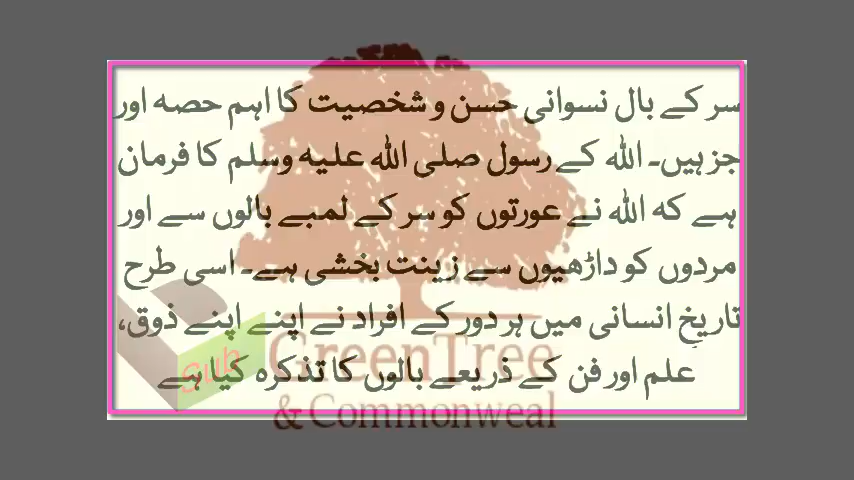 سر کے بال نسوانی حسن و شخصیت کا اہم حصہ اور
جز ہیں۔ اللہ کے رسول صلی اللہ علیہ وسلم کا فرمان
ہے کہ اللہ نے عورتوں کو سر کے لمبے بالوں سے اور
مردوں کو داڑھیوں سے زینت بخشی ہے۔ اسی طرح
تاریخِ انسانی میں ہر دور کے افراد نے اپنے اپنے ذوق،
علم اور فن کے ذریعے بالوں کا تذکرہ کیا ہے
Sub
GreenTree
& Commonweal